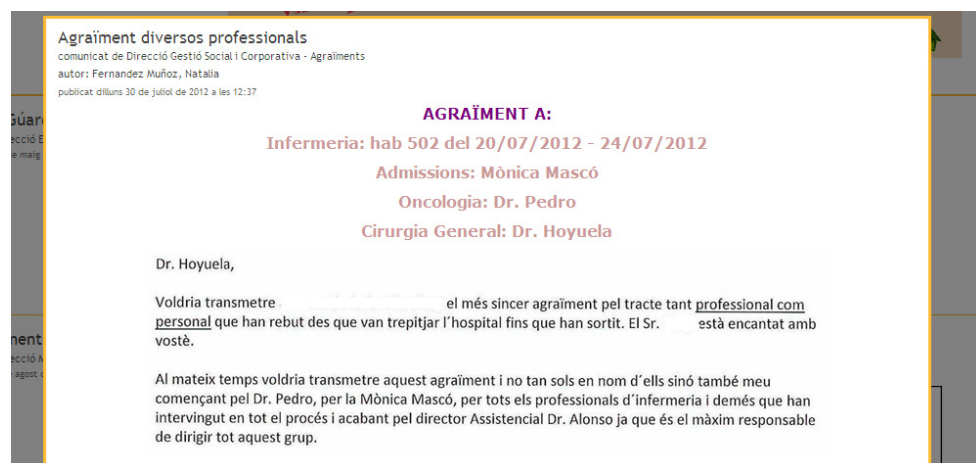 Agraïment diversos professionals
comunicat de Direcció Gestió Social i Corporativa - Agraïments
autor: Fernandez Muñoz, Natalia
publicat dilluns 30 de juliol de 2012 a les 12:37
AGRAÏMENT A:
Infermeria: hab 502 del 20/07/2012 - 24/07/2012
Admissions: Mònica Mascó
Oncologia: Dr. Pedro
Cirurgia General: Dr. Hoyuela
Dr. Hoyuela,
Voldria transmetre el més sincer agraïment pel tracte tant professional com
personal que han rebut des que van trepitjar l´hospital fins que han sortit. El Sr. està encantat amb
vostè.
Al mateix temps voldria transmetre aquest agraïment i no tan sols en nom d´ells sinó també meu
començant pel Dr. Pedro, per la Mònica Mascó, per tots els professionals d´infermeria i demés que han
intervingut en tot el procés i acabant pel director Assistencial Dr. Alonso ja que és el màxim responsable
de dirigir tot aquest grup.